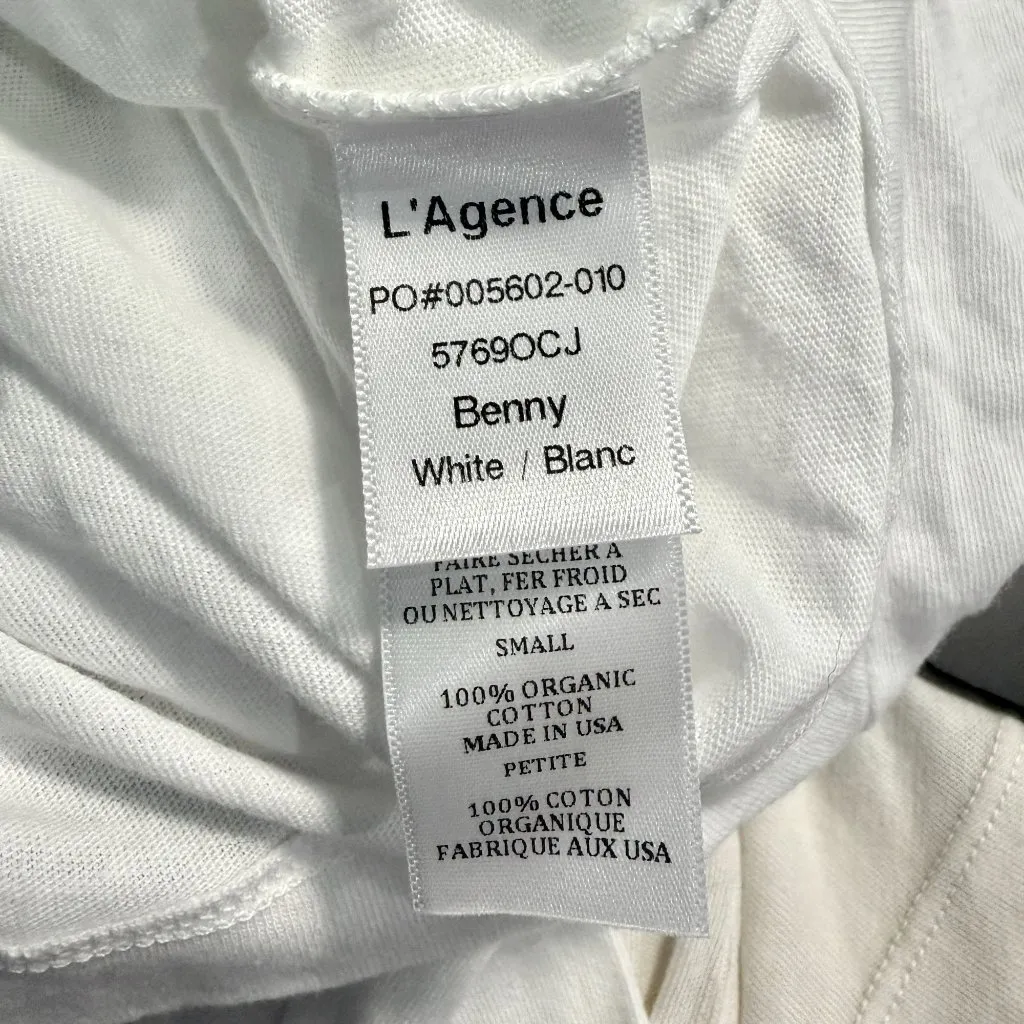 L'Agence
PO#005602-010
5769OCJ
Benny
White / Blanc
FAIRE SECHER A
PLAT, FER FROID
OU NETTOYAGE A SEC
SMALL
100% ORGANIC
COTTON
MADE IN USA
PETITE
100% COTON
ORGANIQUE
FABRIQUE AUX USA